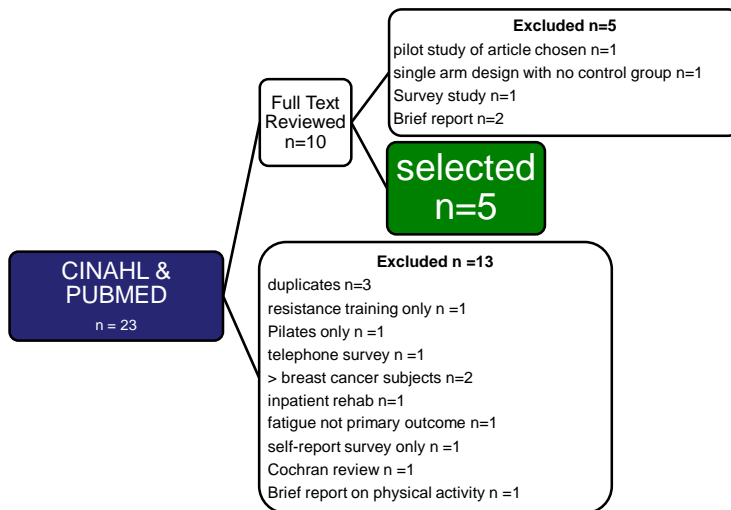 Excluded n=5
pilot study of article chosen n=1
single arm design with no control group n=1
Survey study n=1
Brief report n=2
Full Text
Reviewed
n=10
selected
n=5
CINAHL &
PUBMED
n = 23
Excluded n =13
duplicates n=3
resistance training only n =1
Pilates only n =1
telephone survey n =1
> breast cancer subjects n=2
inpatient rehab n=1
fatigue not primary outcome n=1
self-report survey only n =1
Cochran review n =1
Brief report on physical activity n =1